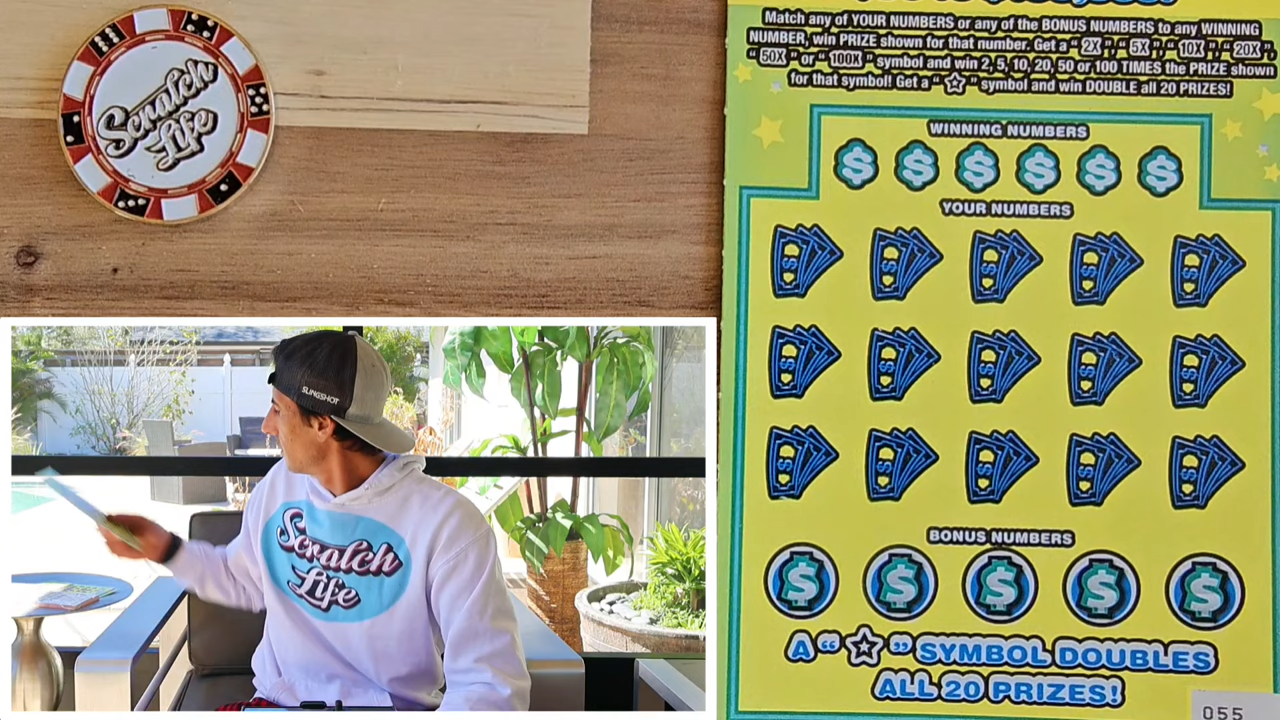 Scratch
Life
SLINGSHOT
Scratch
Life
Match any of YOUR NUMBERS or any of the BONUS NUMBERS to any WINNING
NUMBER, win PRIZE shown for that number. Get a "2X", "5X", "10X", "20X",
"50X" or "100X" symbol and win 2, 5, 10, 20, 50 or 100 TIMES the PRIZE shown
for that symbol! Get a "☆" symbol and win DOUBLE all 20 PRIZES!
WINNING NUMBERS
$ $ $ $ $ $
YOUR NUMBERS
BONUS NUMBERS
$ $ $ $ $
A "☆" SYMBOL DOUBLES
ALL 20 PRIZES!
055